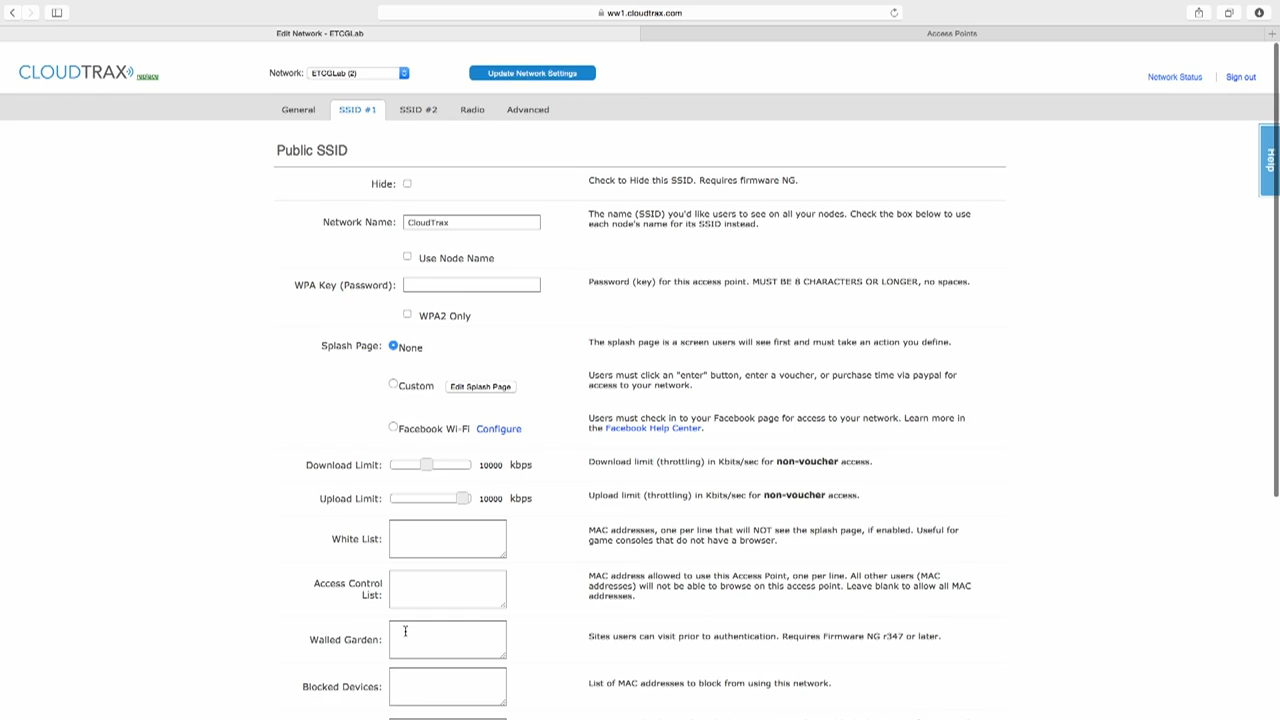 ww1.cloudtrax.com
Edit Network - ETCGLab
Access Points
CLOUDTRAX replace
Network: ETCGLab (2)
Update Network Settings
Network Status
Sign out
General
SSID #1
SSID #2
Radio
Advanced
Help
Public SSID
Hide:
Check to Hide this SSID. Requires firmware NG.
Network Name: CloudTrax
The name (SSID) you'd like users to see on all your nodes. Check the box below to use
each node's name for its SSID instead.
Use Node Name
WPA Key (Password):
Password (key) for this access point. MUST BE 8 CHARACTERS OR LONGER, no spaces.
WPA2 Only
Splash Page: None
The splash page is a screen users will see first and must take an action you define.
Custom Edit Splash Page
Users must click an "enter" button, enter a voucher, or purchase time via paypal for
access to your network.
Facebook Wi-Fi Configure
Users must check in to your Facebook page for access to your network. Learn more in
the Facebook Help Center.
Download Limit: 10000 kbps
Download limit (throttling) in Kbits/sec for non-voucher access.
Upload Limit: 10000 kbps
Upload limit (throttling) in Kbits/sec for non-voucher access.
White List:
MAC addresses, one per line that will NOT see the splash page, if enabled. Useful for
game consoles that do not have a browser.
Access Control
List:
MAC address allowed to use this Access Point, one per line. All other users (MAC
addresses) will not be able to browse on this access point. Leave blank to allow all MAC
addresses.
Walled Garden:
Sites users can visit prior to authentication. Requires Firmware NG r347 or later.
Blocked Devices:
List of MAC addresses to block from using this network.